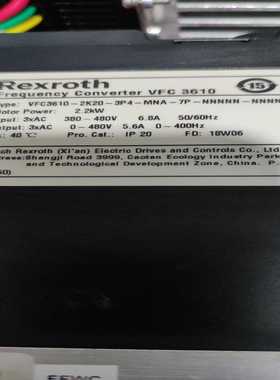 Rexroth
Frequency Converter VFC 3610
15
Type: VFC3610-2K20-3P4-MNA-7P-NNNNN-NNNN
Motor Power: 2.2kW
Input: 3xAC 380-480V 6.8A 50/60Hz
Output: 3xAC 0-480V 5.6A 0-400Hz
40℃ Pro. Cat.: IP 20 FD: 18W06
Rexroth (Xi'an) Electric Drives and Controls Co., Ltd
Shangji Road 3999, Caotan Ecology Industry Park
and Technological Development Zone, China. P.